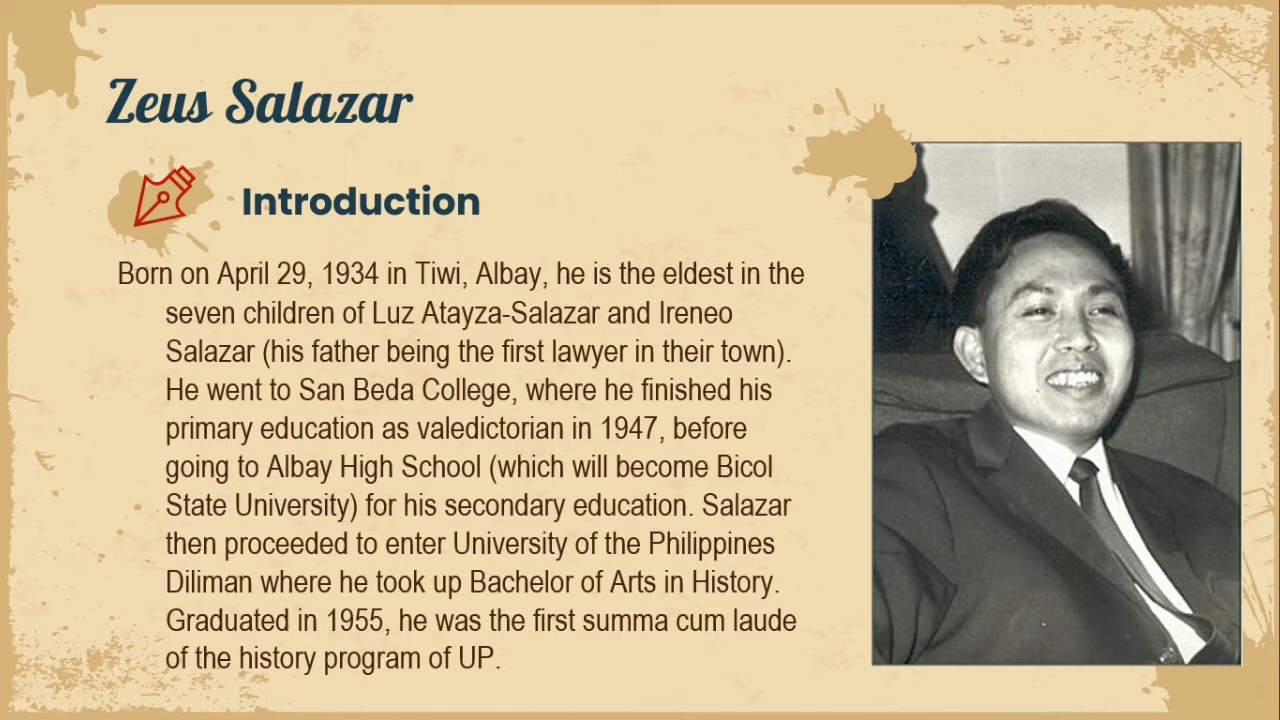 Zeus Salazar
Introduction
Born on April 29, 1934 in Tiwi, Albay, he is the eldest in the
seven children of Luz Atayza-Salazar and Ireneo
Salazar (his father being the first lawyer in their town).
He went to San Beda College, where he finished his
primary education as valedictorian in 1947, before
going to Albay High School (which will become Bicol
State University) for his secondary education. Salazar
then proceeded to enter University of the Philippines
Diliman where he took up Bachelor of Arts in History.
Graduated in 1955, he was the first summa cum laude
of the history program of UP.